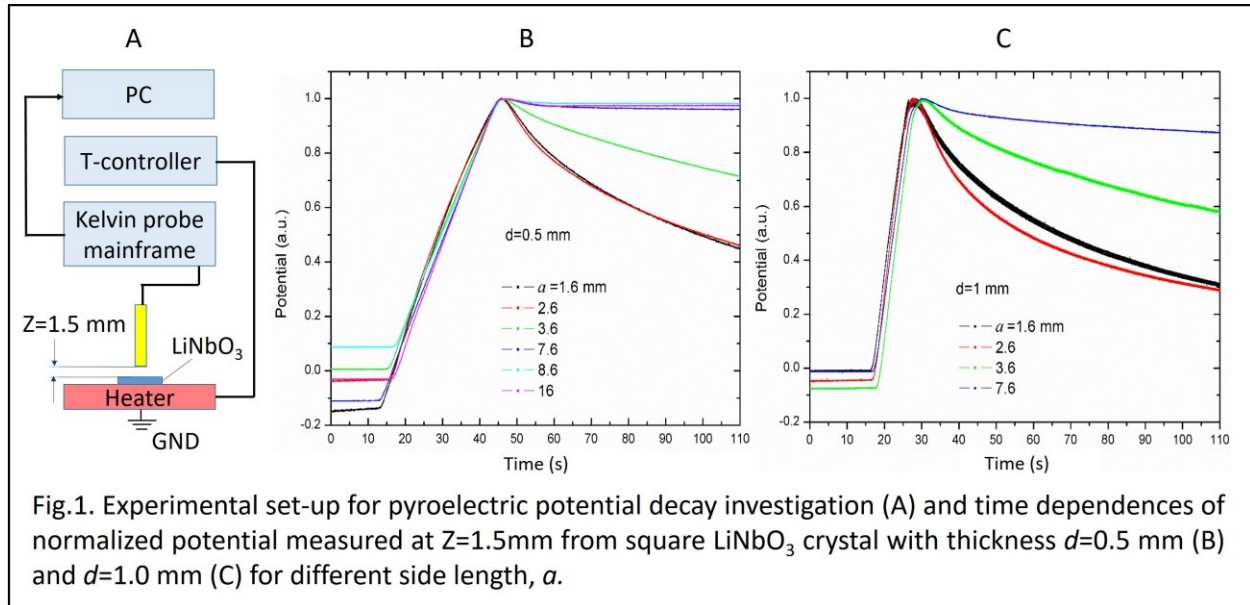 A
B
C
PC
T-controller
Kelvin probe
mainframe
Z=1.5 mm
LiNbO₃
Heater
GND
1.0
0.8
0.6
0.4
0.2
0.0
-0.2
Potential (a.u.)
d=0.5 mm
a=1.6 mm
2.6
3.6
7.6
8.6
16
0 10 20 30 40 50 60 70 80 90 100 110
Time (s)
1.0
0.8
0.6
0.4
0.2
0.0
-0.2
Potential (a.u.)
d=1 mm
a=1.6 mm
2.6
3.6
7.6
0 10 20 30 40 50 60 70 80 90 100 110
Time (s)
Fig.1. Experimental set-up for pyroelectric potential decay investigation (A) and time dependences of
normalized potential measured at Z=1.5mm from square LiNbO₃ crystal with thickness d=0.5 mm (B)
and d=1.0 mm (C) for different side length, a.